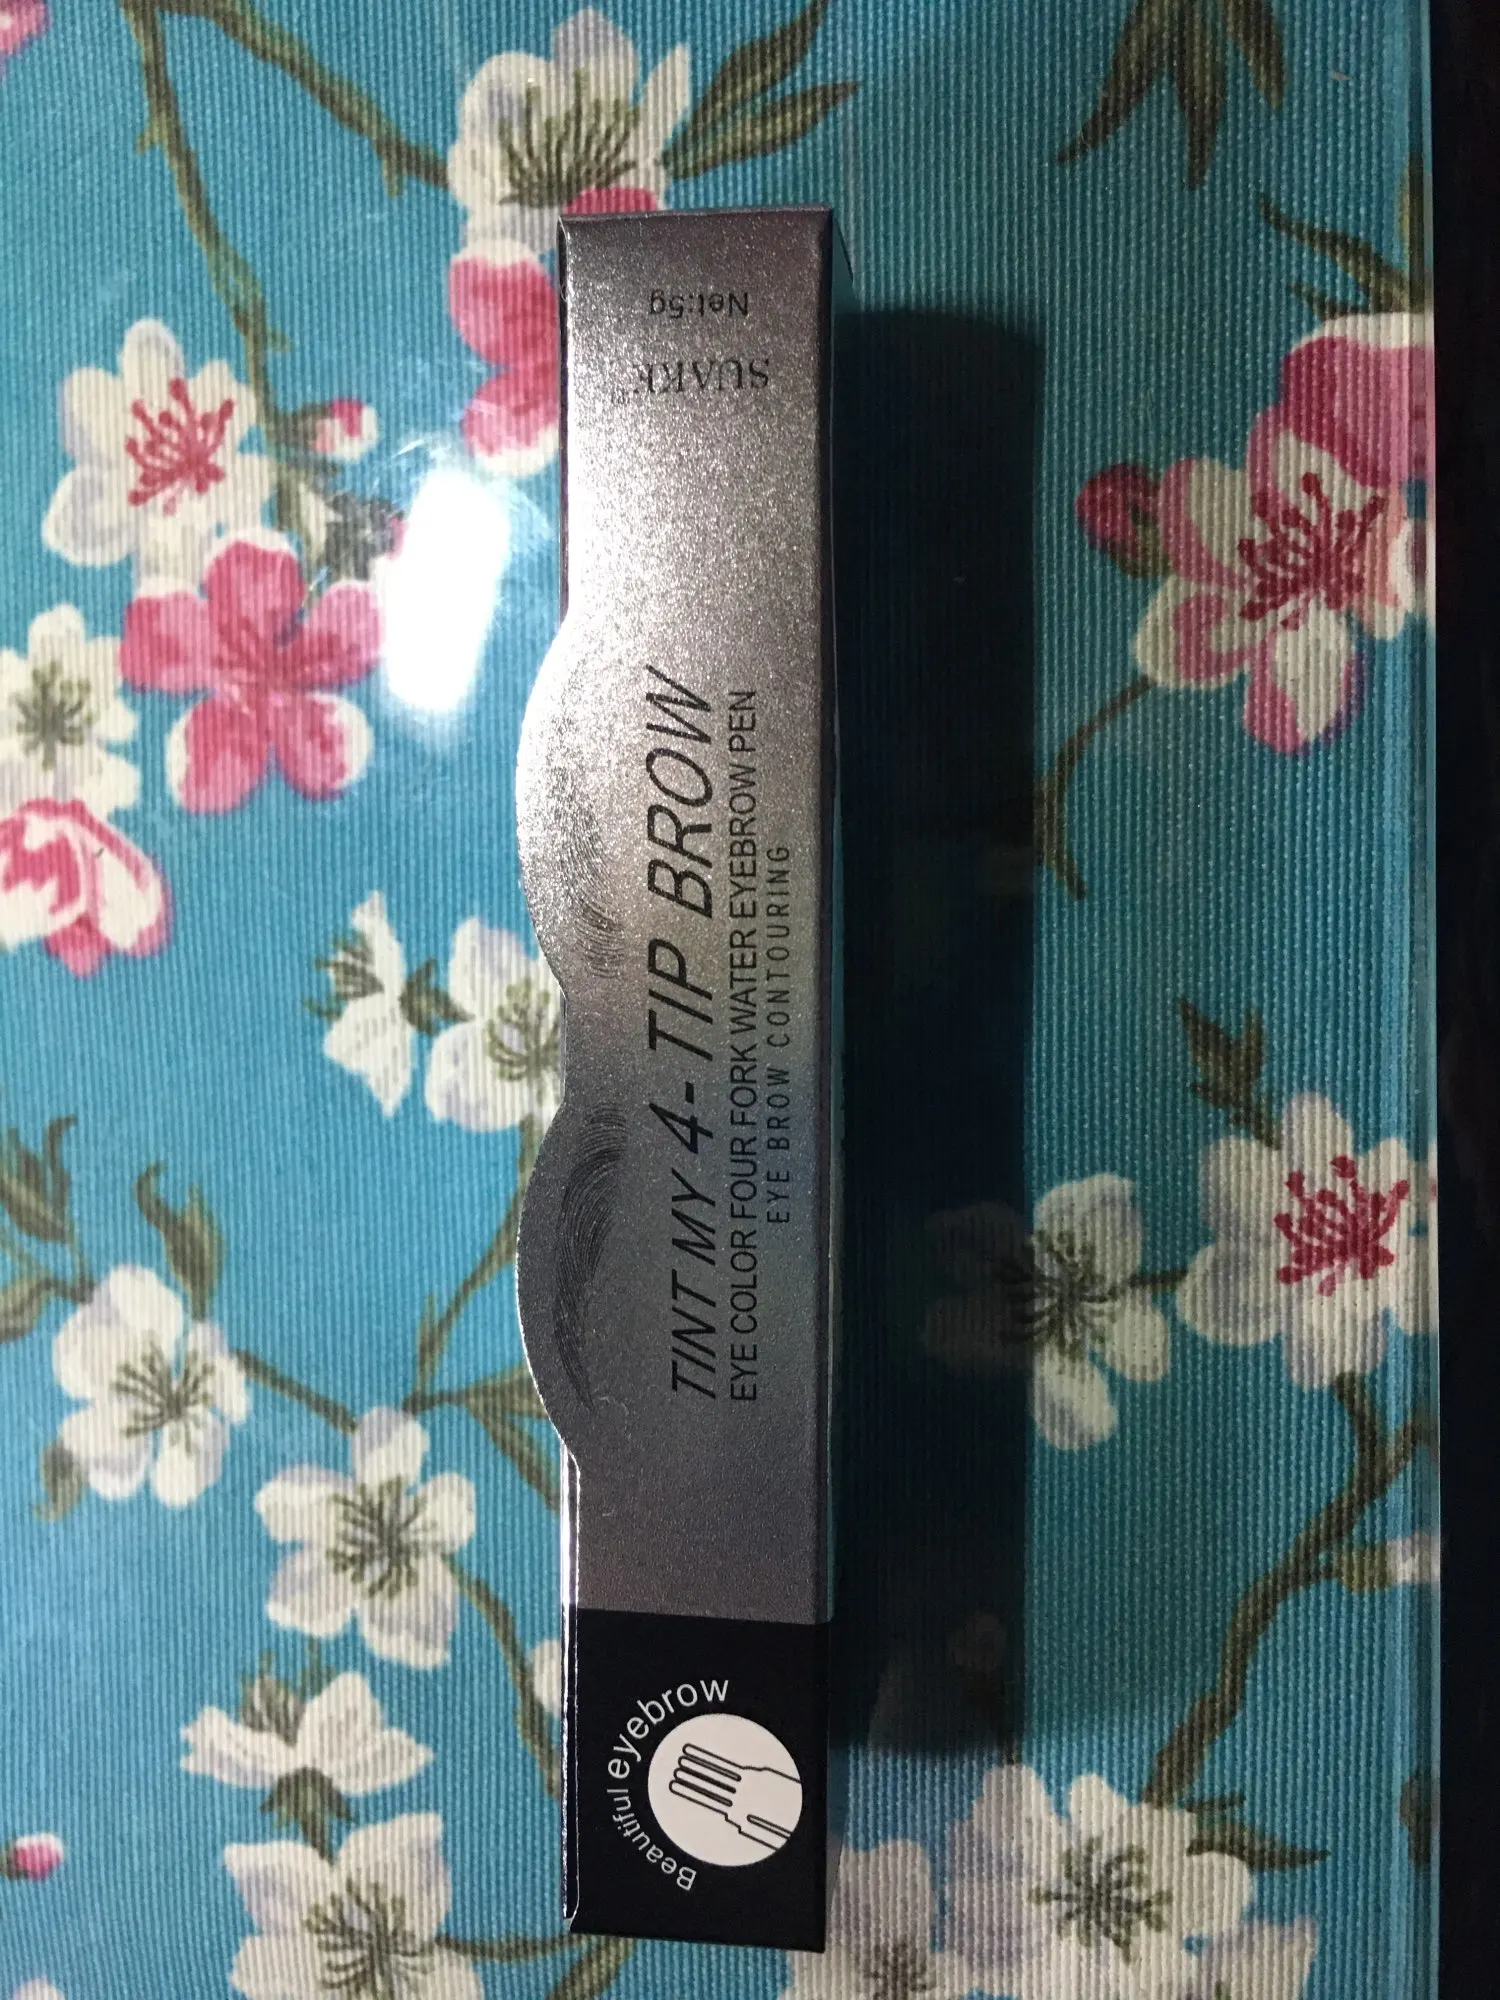 SUAKE™
Net:5g
TINT MY 4-TIP BROW
EYE COLOR FOUR FORK WATER EYEBROW PEN
EYE BROW CONTOURING
Beautiful eyebrow